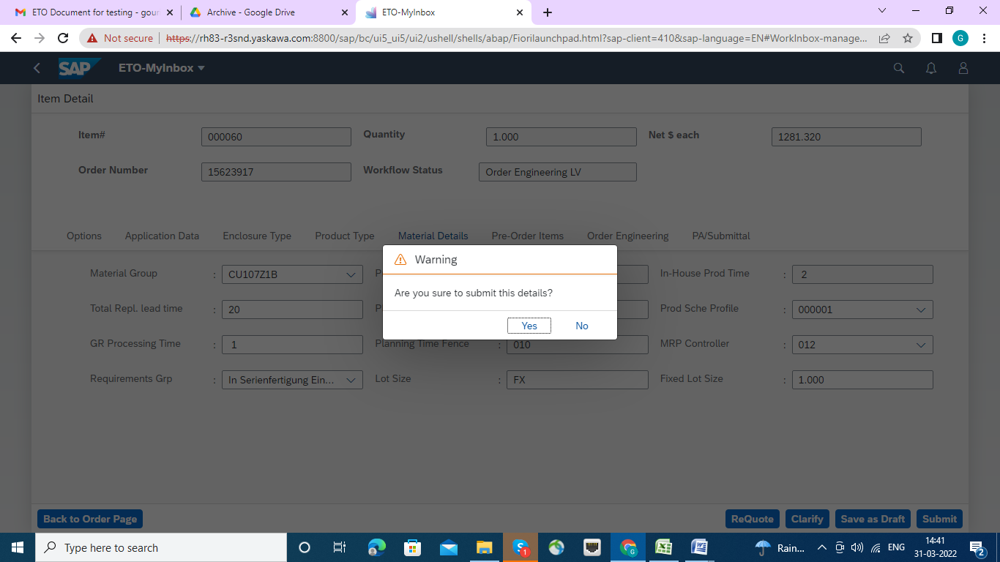 ETO Document for testing - gour
Archive - Google Drive
ETO-MyInbox
Not secure
https://rh83-r3snd.yaskawa.com:8800/sap/bc/ui5_ui5/ui2/ushell/shells/abap/Fiorilaunchpad.html?sap-client=410&sap-language=EN#WorkInbox-manage...
G
SAP ETO-MyInbox
Item Detail
Item# 000060 Quantity 1.000 Net $ each 1281.320
Order Number 15623917 Workflow Status Order Engineering LV
Options Application Data Enclosure Type Product Type Material Details Pre-Order Items Order Engineering PA/Submittal
Warning
Are you sure to submit this details?
Yes No
Material Group : CU107Z1B In-House Prod Time : 2
Total Repl. lead time : 20 Prod Sche Profile : 000001
GR Processing Time : 1 Planning Time Fence : 010 MRP Controller : 012
Requirements Grp : In Serienfertigung Ein... Lot Size : FX Fixed Lot Size : 1.000
Back to Order Page ReQuote Clarify Save as Draft Submit
Type here to search
1
G
Rain...
ENG
14:41
31-03-2022
2